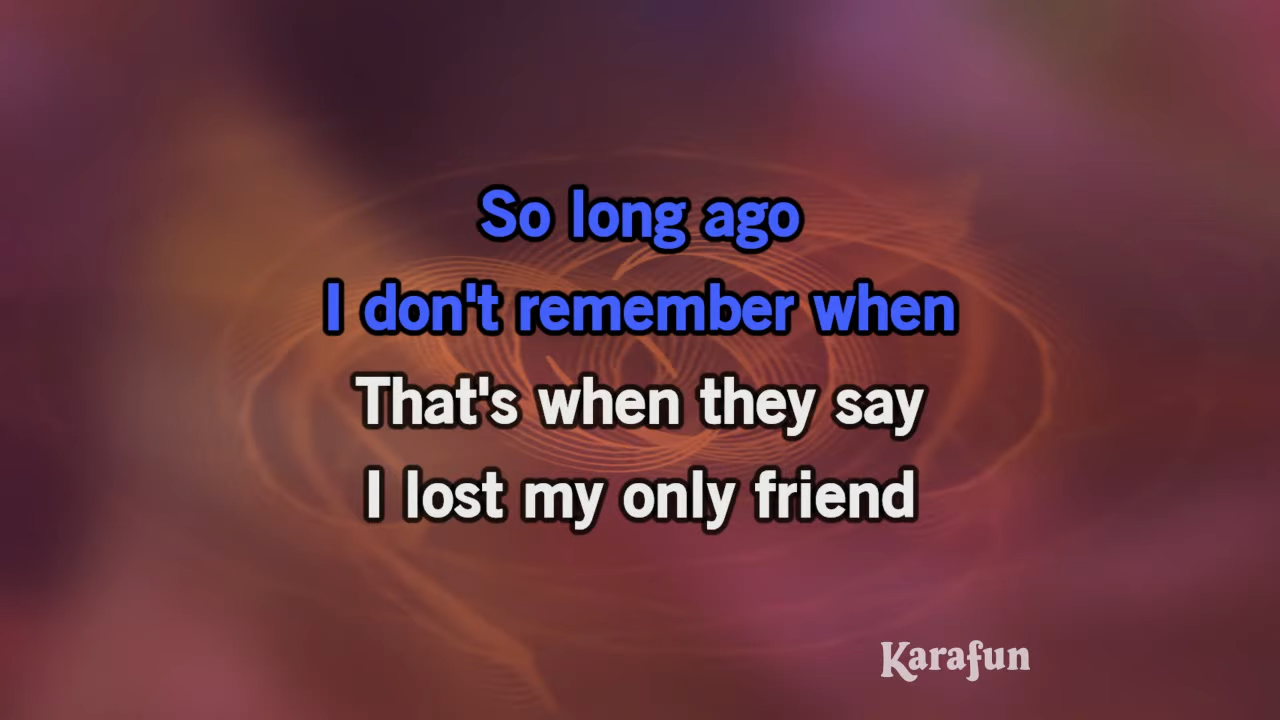 So long ago
I don't remember when
That's when they say
I lost my only friend
Karafun